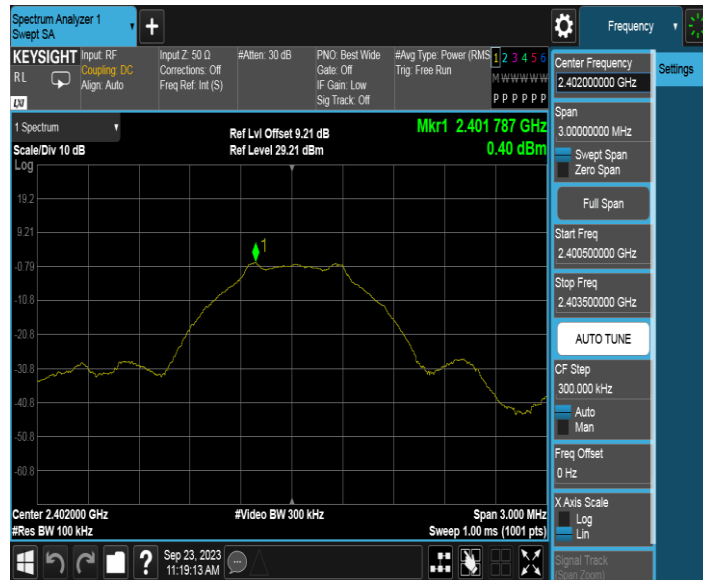 Spectrum Analyzer 1
Swept SA
Frequency
KEYSIGHT
RL
LXI
Input: RF
Coupling: DC
Align: Auto
Input Z: 50 Ω
Corrections: Off
Freq Ref: Int (S)
#Atten: 30 dB
PNO: Best Wide
Gate: Off
IF Gain: Low
Sig Track: Off
#Avg Type: Power (RMS
Trig: Free Run
1 2 3 4 5 6
M W W W W W
P P P P P P
Center Frequency
2.402000000 GHz
Settings
Span
3.00000000 MHz
Swept Span
Zero Span
Full Span
Start Freq
2.400500000 GHz
Stop Freq
2.403500000 GHz
AUTO TUNE
CF Step
300.000 kHz
Auto
Man
Freq Offset
0 Hz
X Axis Scale
Log
Lin
Signal Track
(Span Zoom)
1 Spectrum
Scale/Div 10 dB
Log
Ref Lvl Offset 9.21 dB
Ref Level 29.21 dBm
Mkr1 2.401 787 GHz
0.40 dBm
1
19.2
9.21
-0.79
-10.8
-20.8
-30.8
-40.8
-50.8
-60.8
Center 2.402000 GHz
#Video BW 300 kHz
Span 3.000 MHz
#Res BW 100 kHz
Sweep 1.00 ms (1001 pts)
?
Sep 23, 2023
11:19:13 AM